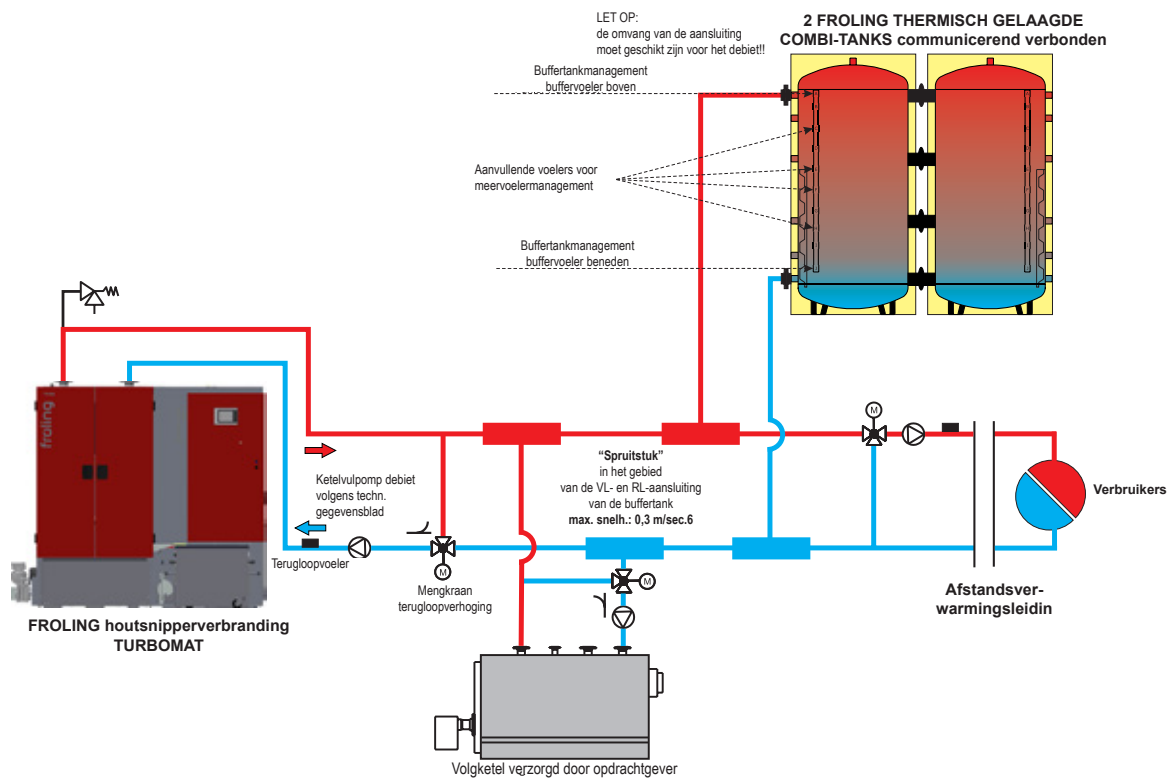 LET OP:
de omvang van de aansluiting
moet geschikt zijn voor het debiet!!
2 FROLING THERMISCH GELAAGDE
COMBI-TANKS communicerend verbonden
Buffertankmanagement
buffervoeler boven
Aanvullende voelers voor
meervoelermanagement
Buffertankmanagement
buffervoeler beneden
froling
M
"Spruitstuk"
in het gebied
van de VL- en RL-aansluiting
van de buffertank
max. snelh.: 0,3 m/sec.6
Ketelvulpomp debiet
volgens techn.
gegevensblad
Verbruikers
Terugloopvoeler
M
Mengkraan
terugloopverhoging
M
Afstandsver-
warmingsleidin
FROLING houtsnipperverbranding
TURBOMAT
Volgketel verzorgd door opdrachtgever